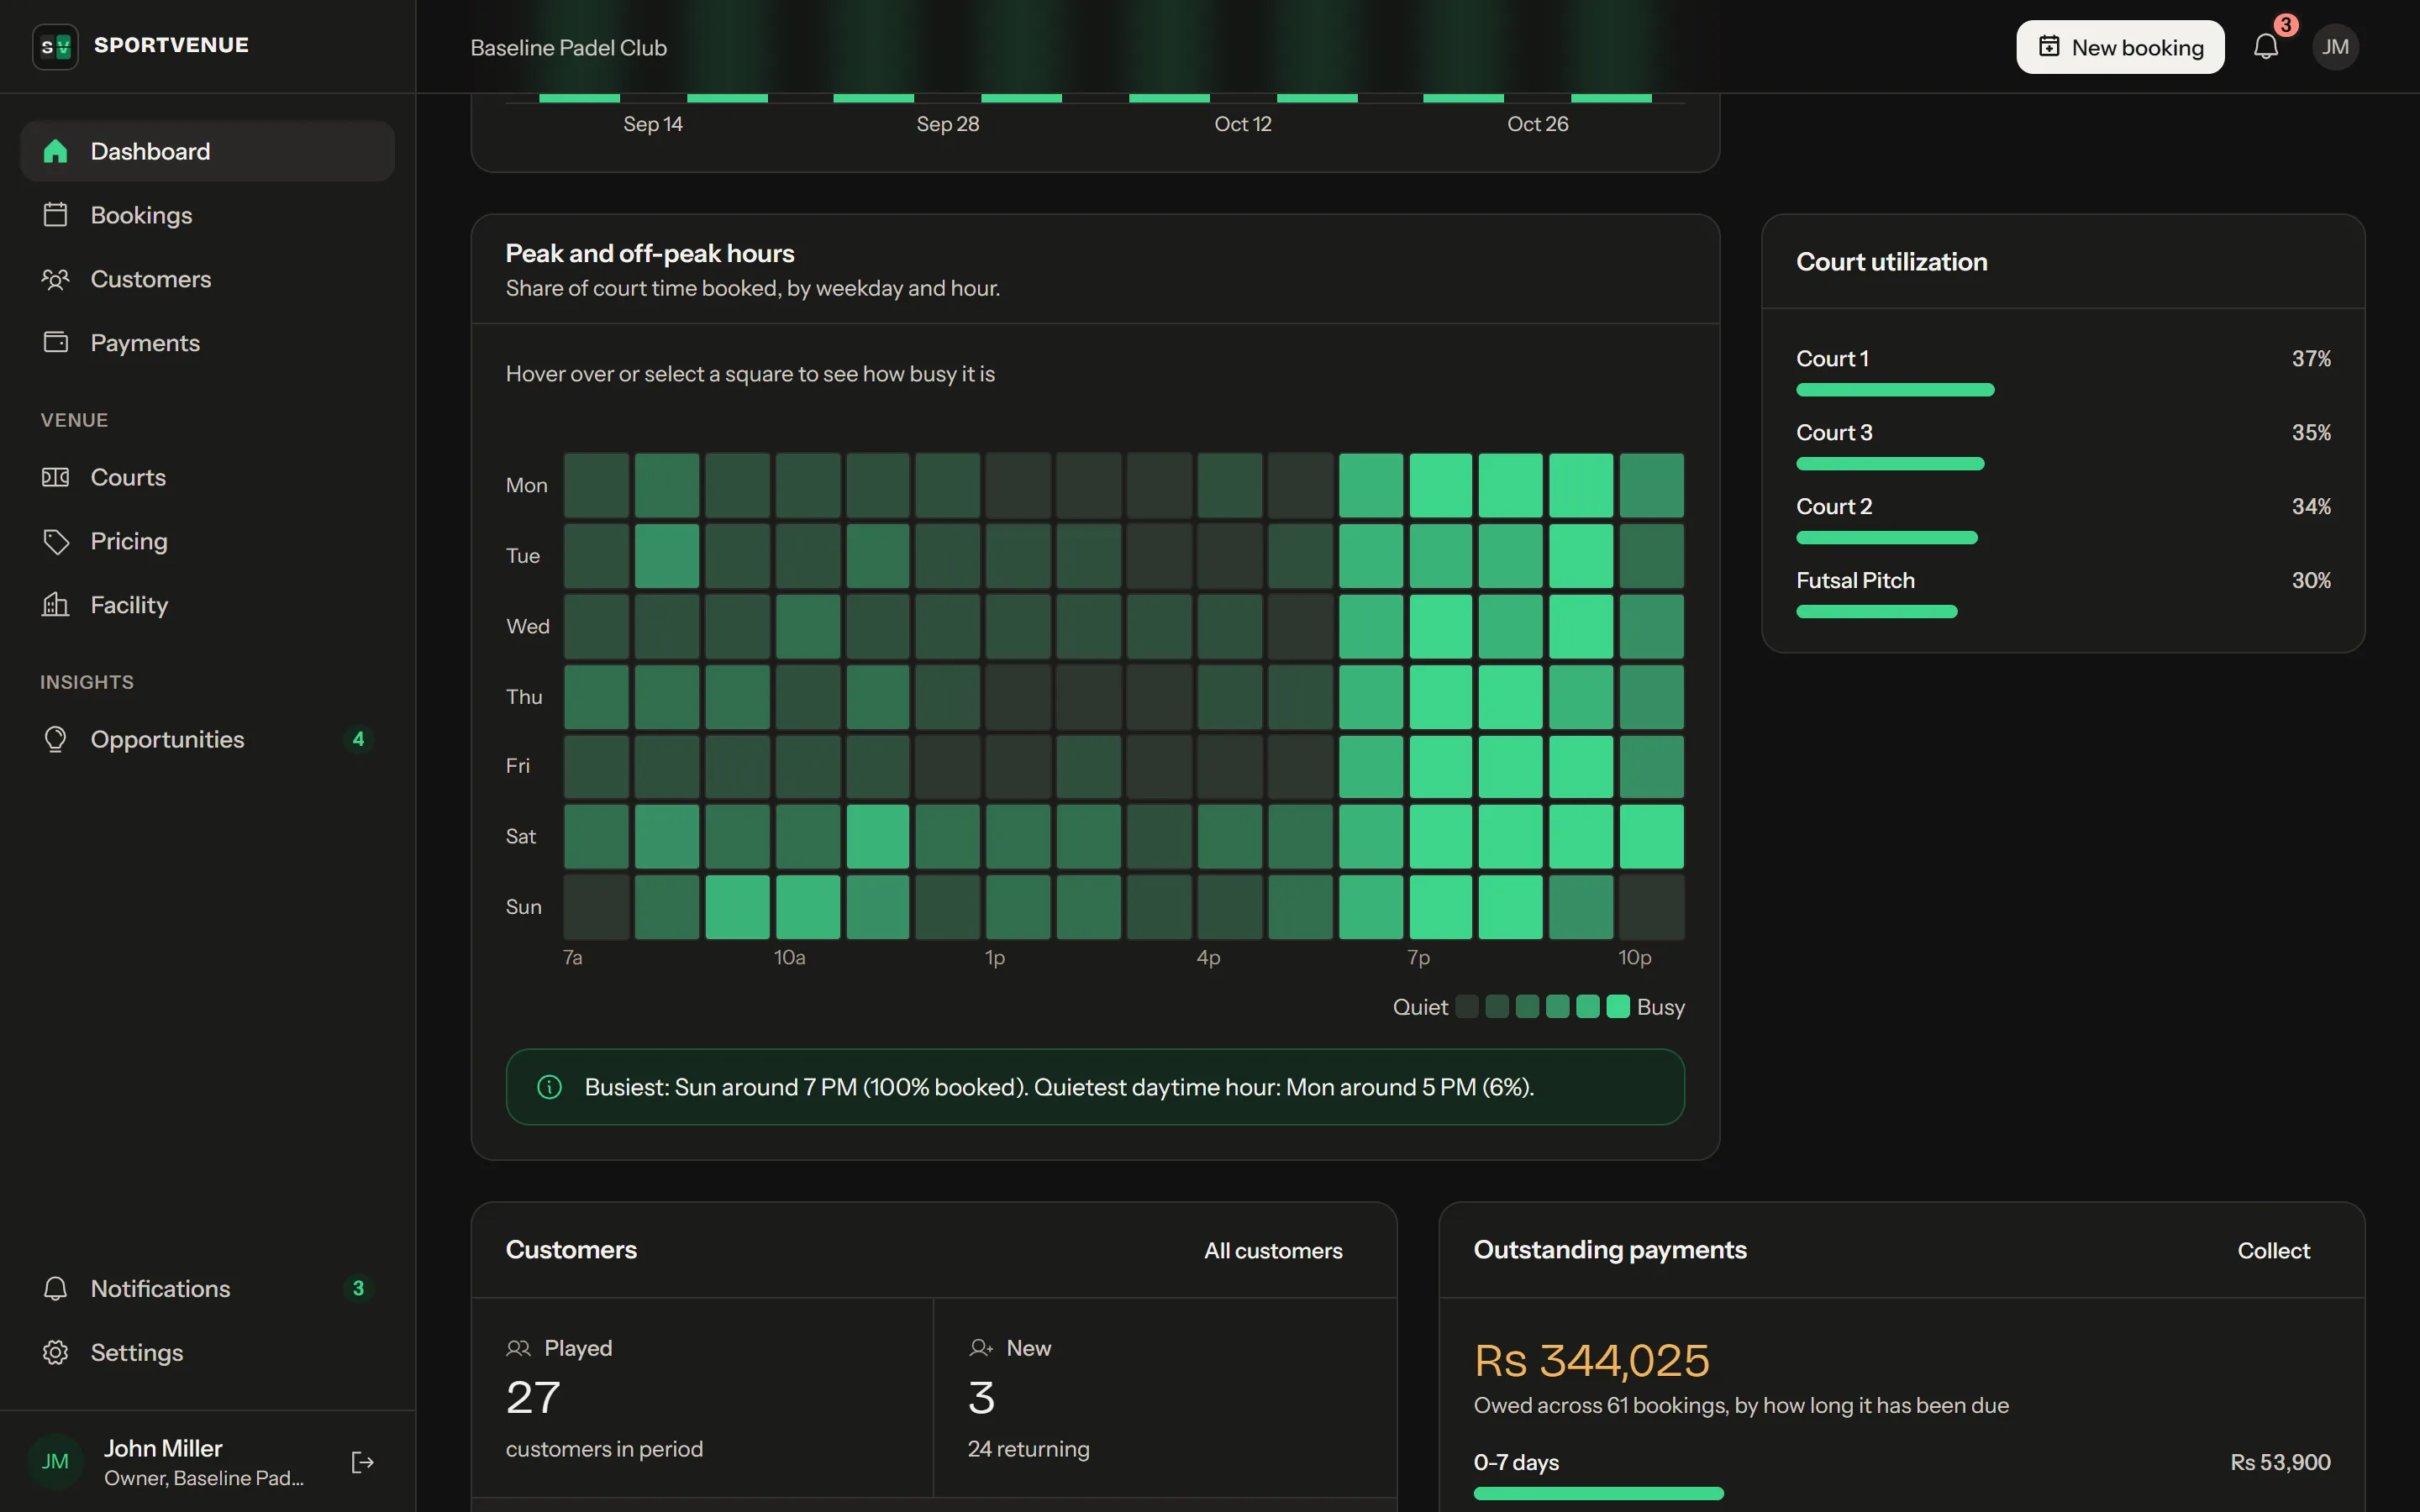 SV SPORTVENUE
Baseline Padel Club
New booking
3
JM
Dashboard
Bookings
Customers
Payments
VENUE
Courts
Pricing
Facility
INSIGHTS
Opportunities 4
Notifications 3
Settings
JM
John Miller
Owner, Baseline Pad...
Sep 14 Sep 28 Oct 12 Oct 26
Peak and off-peak hours
Share of court time booked, by weekday and hour.
Hover over or select a square to see how busy it is
Mon
Tue
Wed
Thu
Fri
Sat
Sun
7a 10a 1p 4p 7p 10p
Quiet Busy
Busiest: Sun around 7 PM (100% booked). Quietest daytime hour: Mon around 5 PM (6%).
Court utilization
Court 1 37%
Court 3 35%
Court 2 34%
Futsal Pitch 30%
Customers All customers
Played
27
customers in period
New
3
24 returning
Outstanding payments Collect
Rs 344,025
Owed across 61 bookings, by how long it has been due
0-7 days Rs 53,900